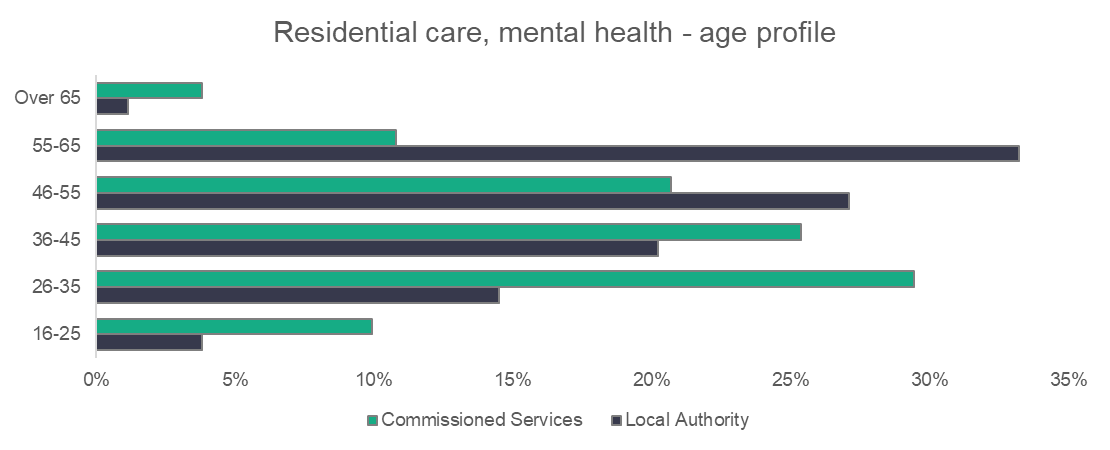 Residential care, mental health - age profile
Over 65
55-65
46-55
36-45
26-35
16-25
0% 5% 10% 15% 20% 25% 30% 35%
Commissioned Services Local Authority